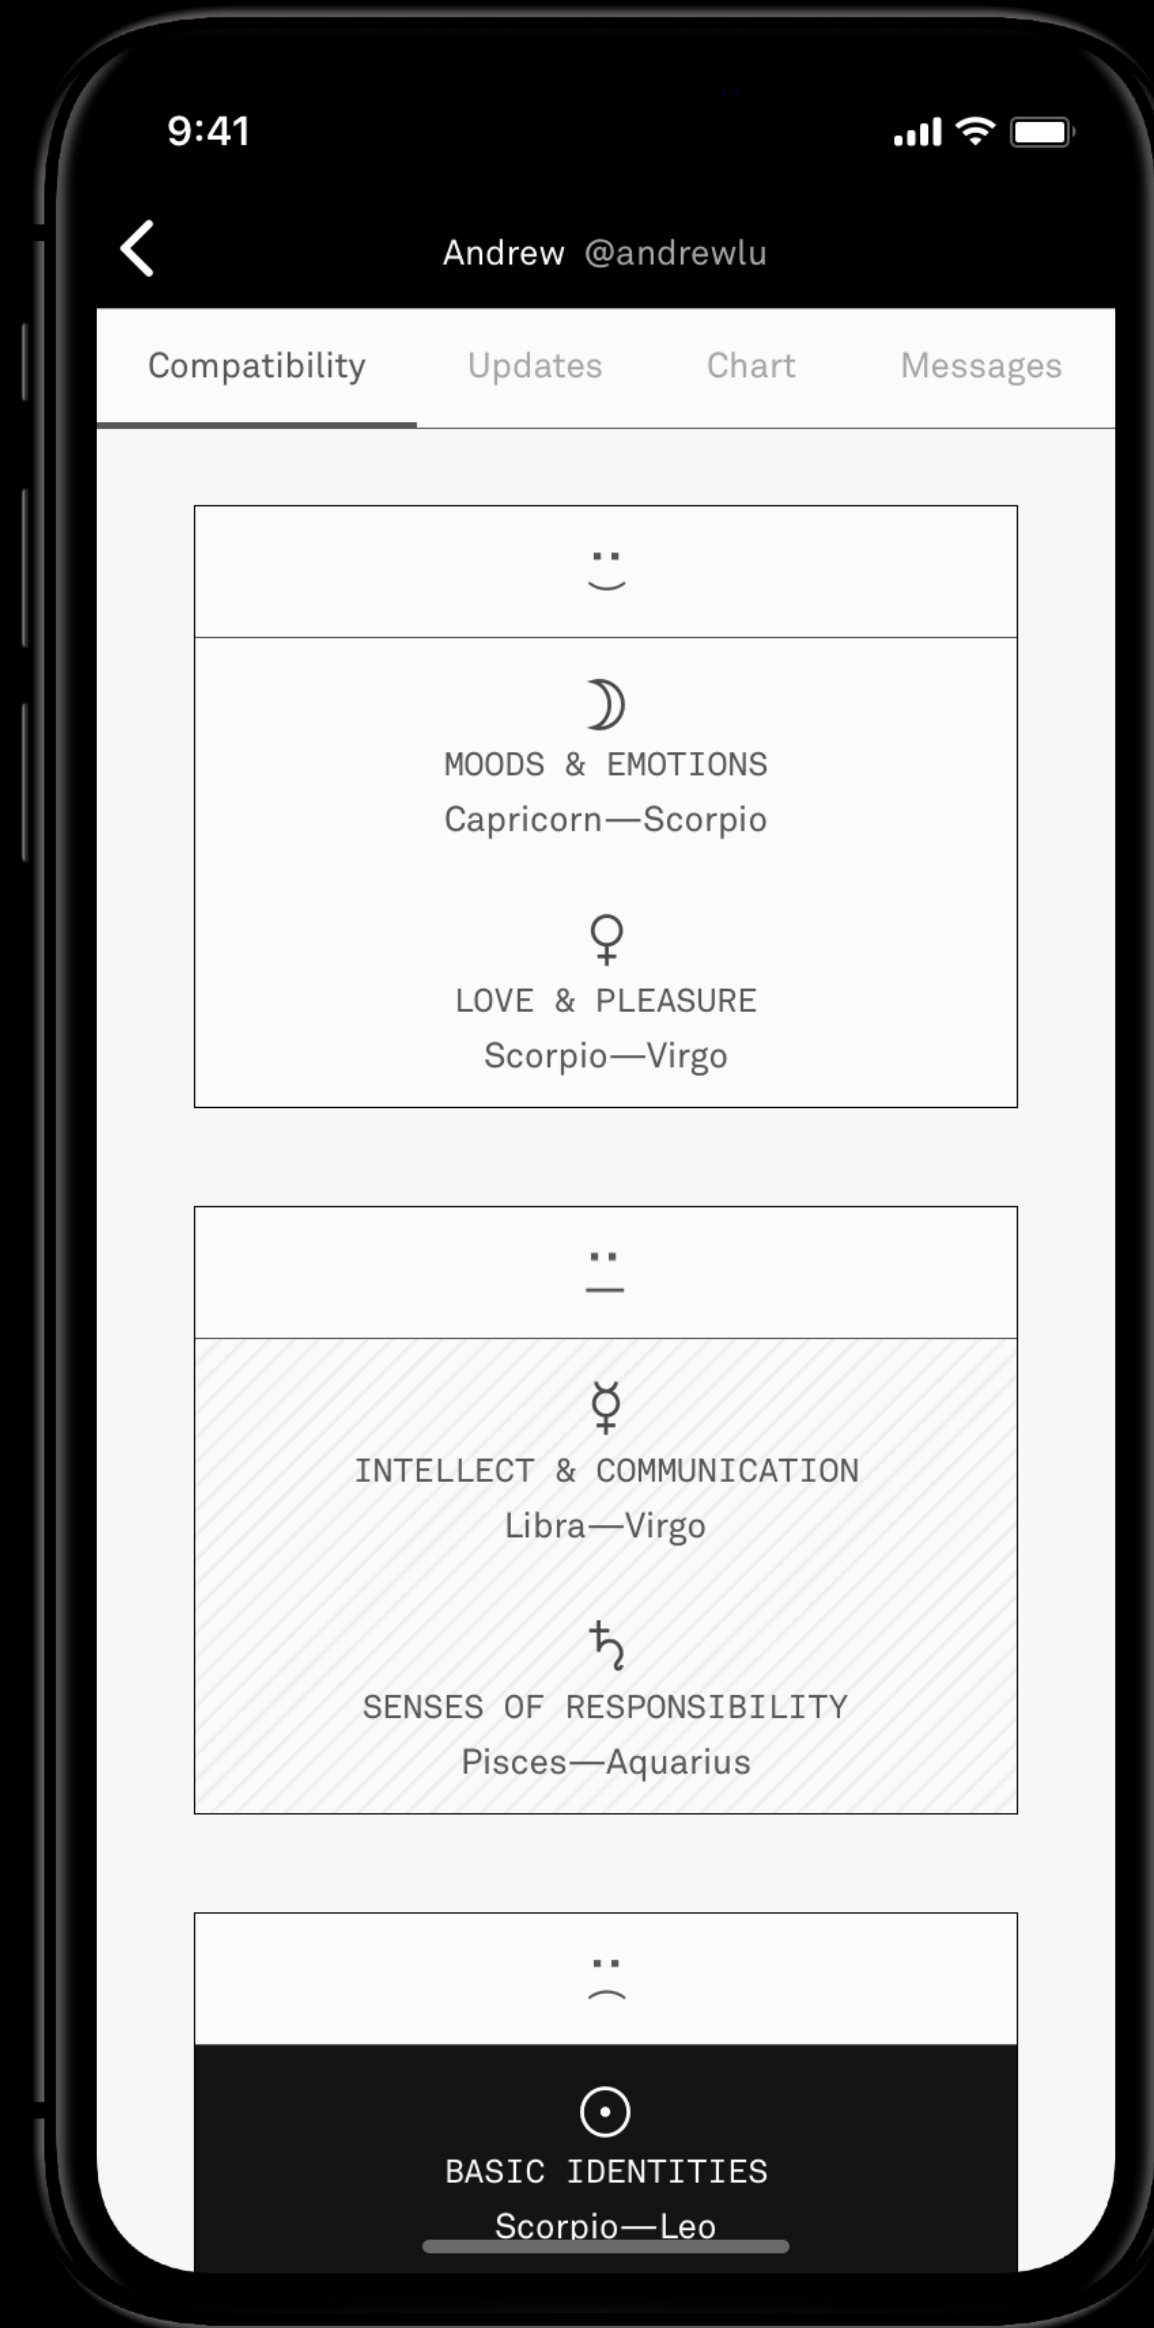 9:41
Andrew @andrewlu
Compatibility Updates Chart Messages
MOODS & EMOTIONS
Capricorn—Scorpio
LOVE & PLEASURE
Scorpio—Virgo
INTELLECT & COMMUNICATION
Libra—Virgo
SENSES OF RESPONSIBILITY
Pisces—Aquarius
BASIC IDENTITIES
Scorpio—Leo